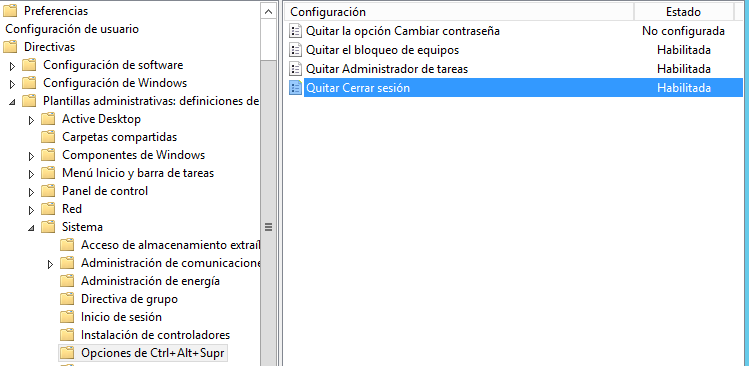 Preferencias
Configuración de usuario
Directivas
Configuración de software
Configuración de Windows
Plantillas administrativas: definiciones de
Active Desktop
Carpetas compartidas
Componentes de Windows
Menú Inicio y barra de tareas
Panel de control
Red
Sistema
Acceso de almacenamiento extraí
Administración de comunicacione
Administración de energía
Directiva de grupo
Inicio de sesión
Instalación de controladores
Opciones de Ctrl+Alt+Supr
Configuración Estado
Quitar la opción Cambiar contraseña No configurada
Quitar el bloqueo de equipos Habilitada
Quitar Administrador de tareas Habilitada
Quitar Cerrar sesión Habilitada